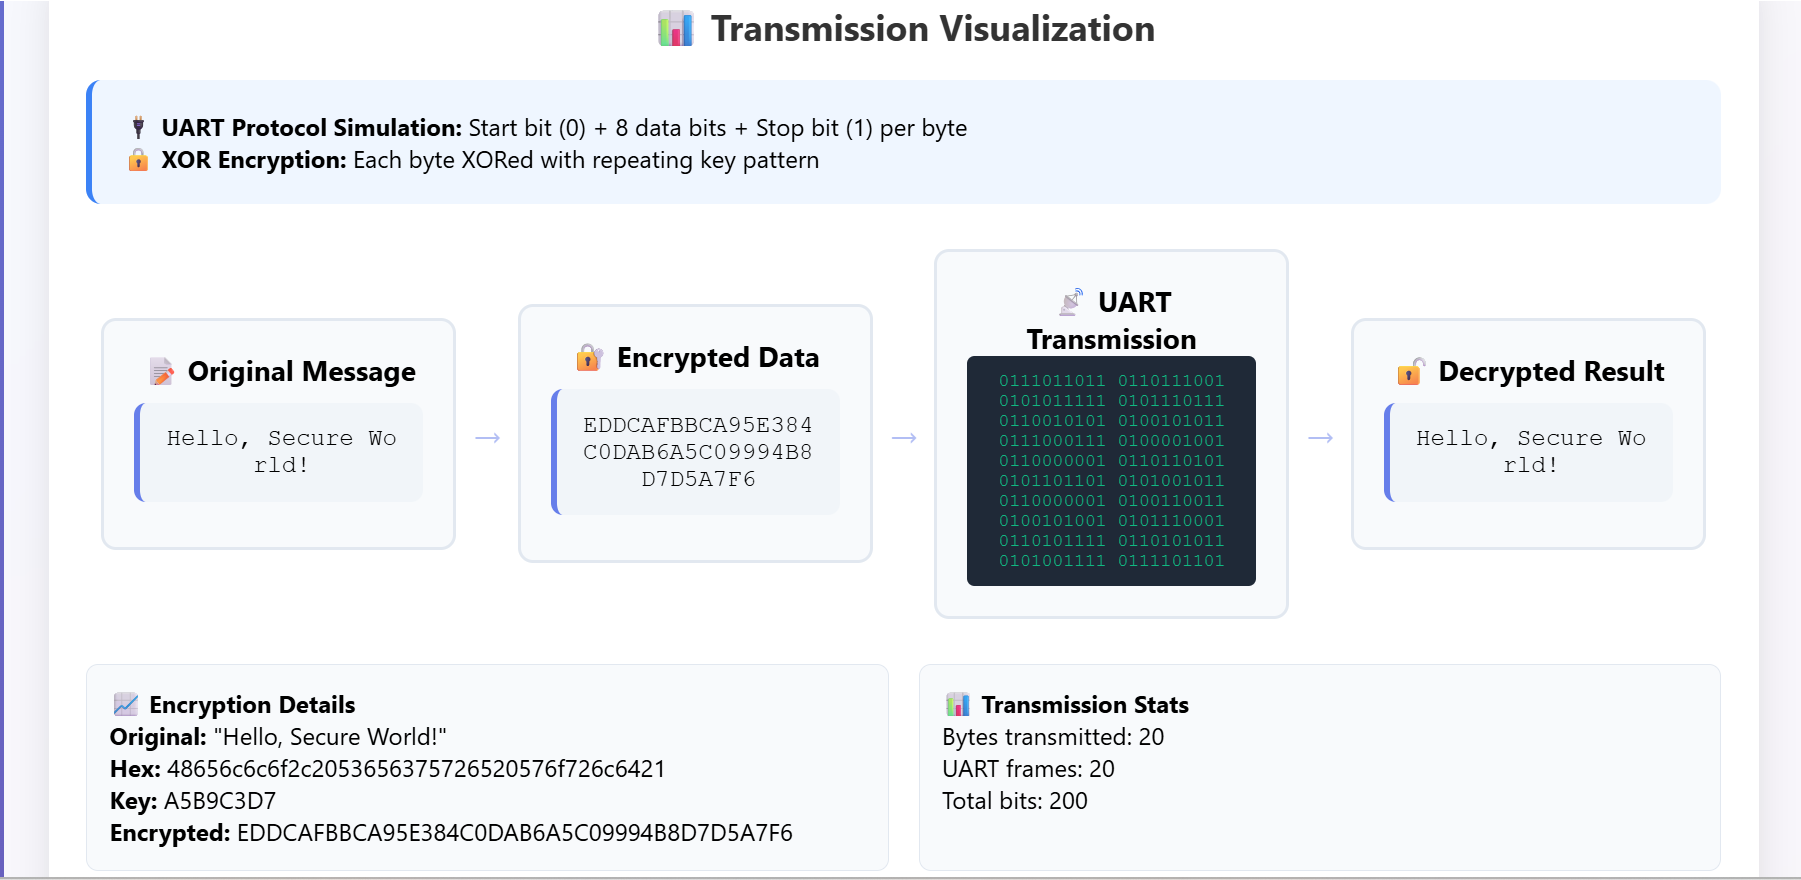 Transmission Visualization
UART Protocol Simulation: Start bit (0) + 8 data bits + Stop bit (1) per byte
XOR Encryption: Each byte XORed with repeating key pattern
Original Message
Hello, Secure Wo
rld!
→
Encrypted Data
EDDCAFBBCA95E384
C0DAB6A5C09994B8
D7D5A7F6
→
UART
Transmission
0111011011 0110111001
0101011111 0101110111
0110010101 0100101011
0111000111 0100001001
0110000001 0110110101
0101101101 0101001011
0110000001 0100110011
0100101001 0101110001
0110101111 0110101011
0101001111 0111101101
→
Decrypted Result
Hello, Secure Wo
rld!
Encryption Details
Original: "Hello, Secure World!"
Hex: 48656c6c6f2c2053656375726520576f726c6421
Key: A5B9C3D7
Encrypted: EDDCAFBBCA95E384C0DAB6A5C09994B8D7D5A7F6
Transmission Stats
Bytes transmitted: 20
UART frames: 20
Total bits: 200